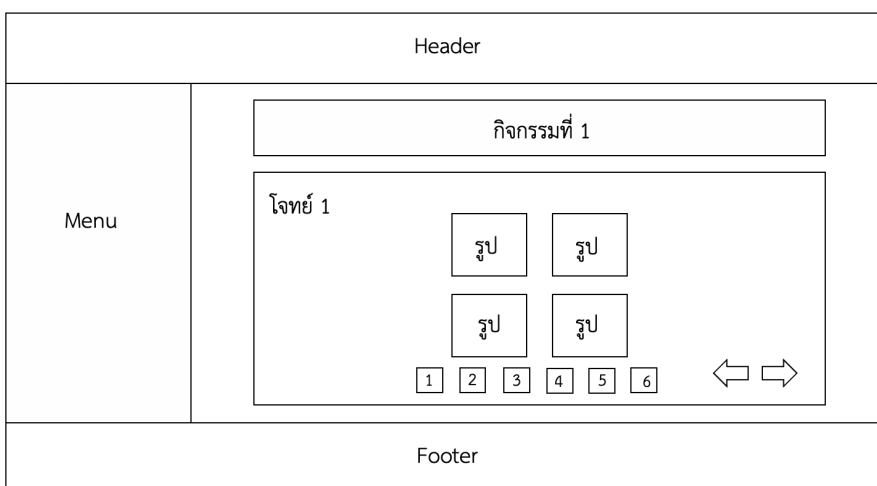 Header
กิจกรรมที่ 1
Menu
โจทย์ 1
รูป รูป
รูป รูป
1 2 3 4 5 6
Footer